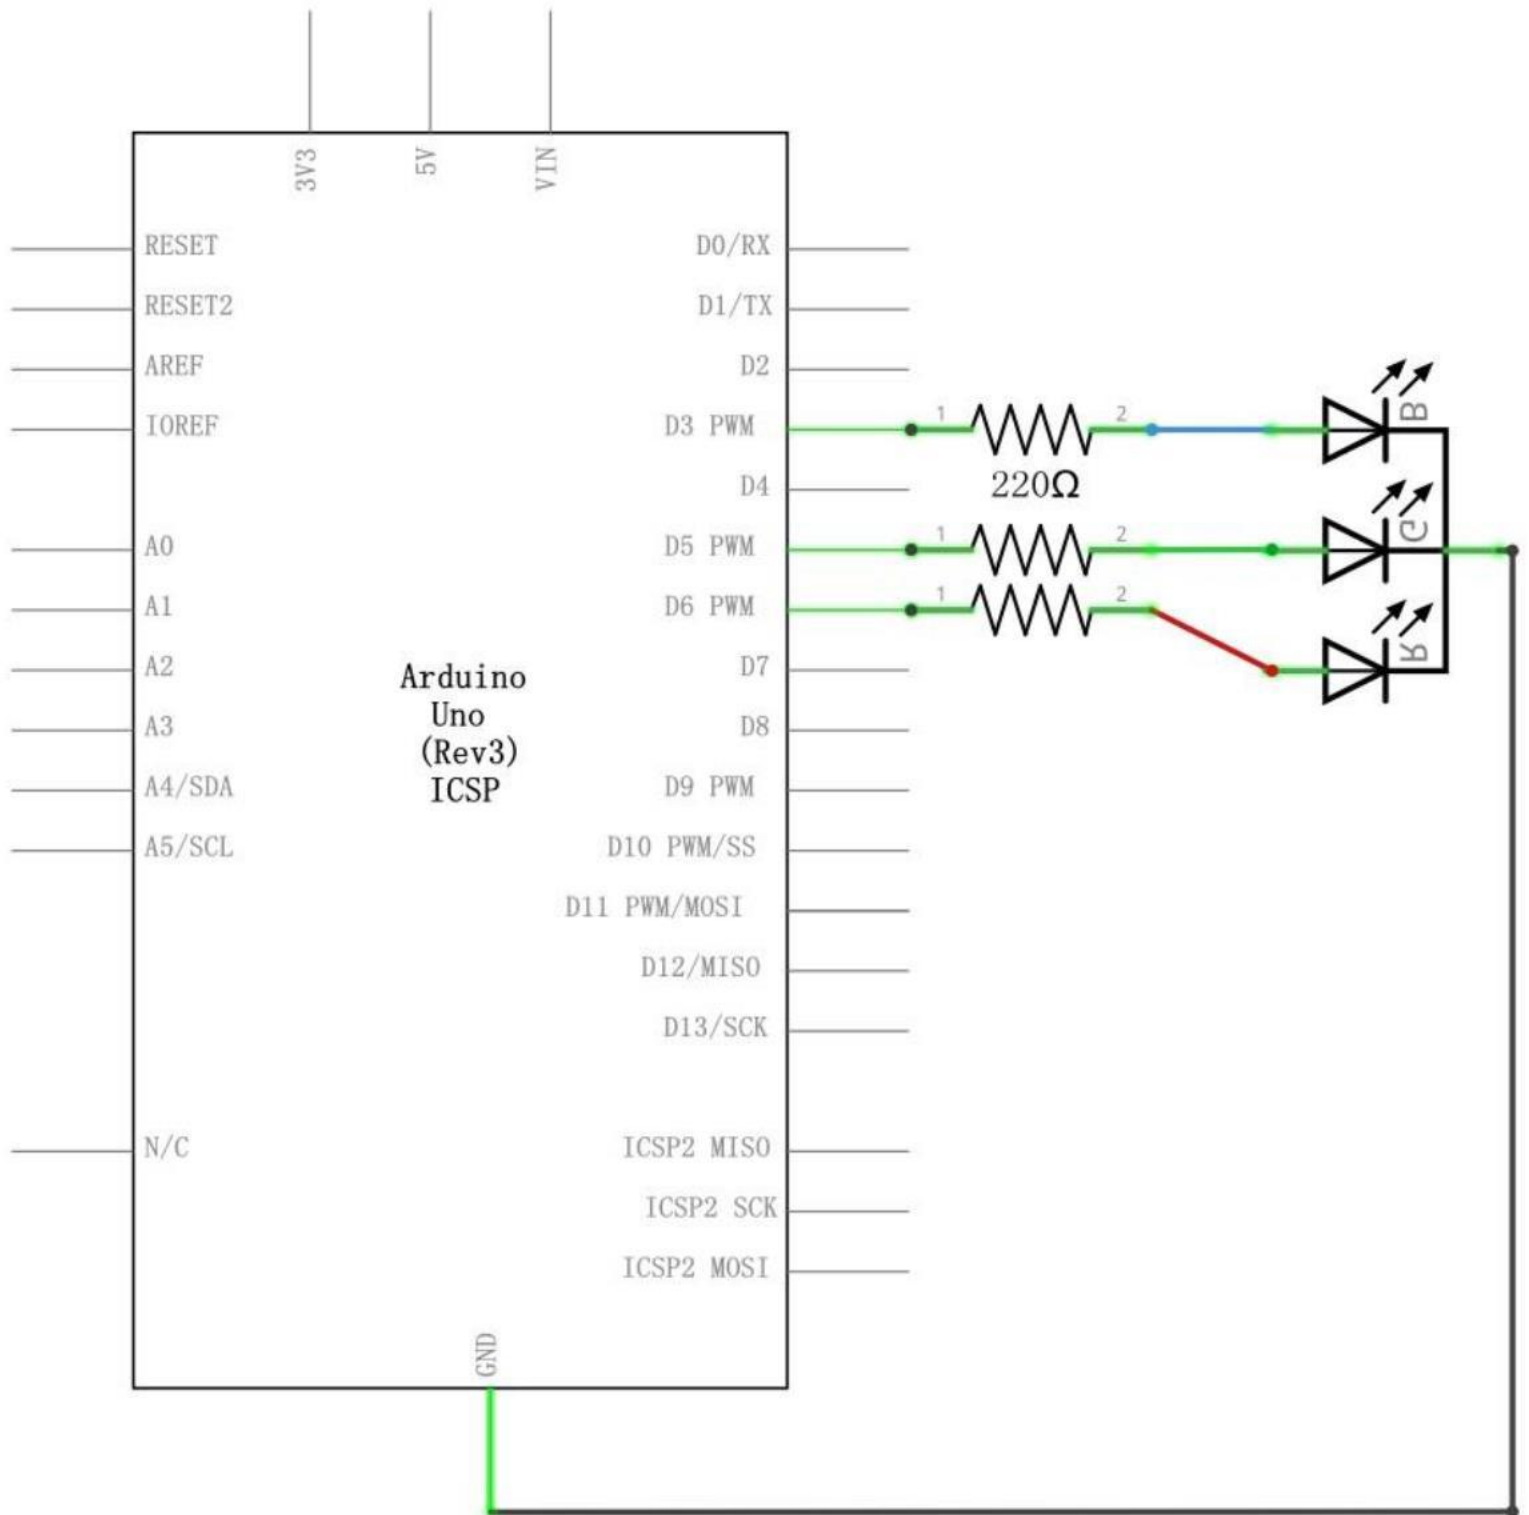 3V3
5V
VIN
RESET
RESET2
AREF
IOREF
A0
A1
A2
A3
A4/SDA
A5/SCL
N/C
Arduino
Uno
(Rev3)
ICSP
D0/RX
D1/TX
D2
D3 PWM
D4
D5 PWM
D6 PWM
D7
D8
D9 PWM
D10 PWM/SS
D11 PWM/MOSI
D12/MISO
D13/SCK
ICSP2 MISO
ICSP2 SCK
ICSP2 MOSI
GND
1 2
220Ω
1 2
1 2
B
G
R